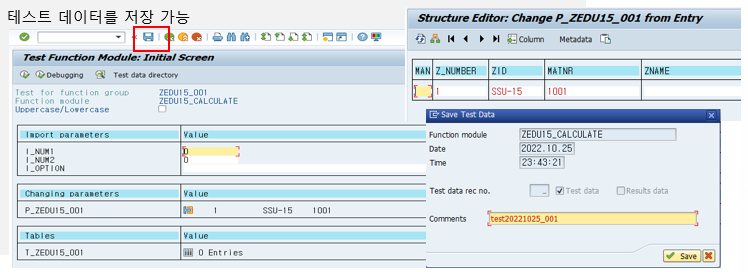 테스트 데이터를 저장 가능
Test Function Module: Initial Screen
Debugging Test data directory
Test for function group ZEDU15_001
Function module ZEDU15_CALCULATE
Uppercase/Lowercase
Import parameters Value
I_NUM1 0
I_NUM2 0
I_OPTION
Changing parameters Value
P_ZEDU15_001 1 SSU-15 1001
Tables Value
T_ZEDU15_001 0 Entries
Structure Editor: Change P_ZEDU15_001 from Entry
Column Metadata
MAN Z_NUMBER ZID MATNR ZNAME
1 SSU-15 1001
Save Test Data
Function module ZEDU15_CALCULATE
Date 2022.10.25
Time 23:43:21
Test data rec no. Test data Results data
Comments test20221025_001
Save